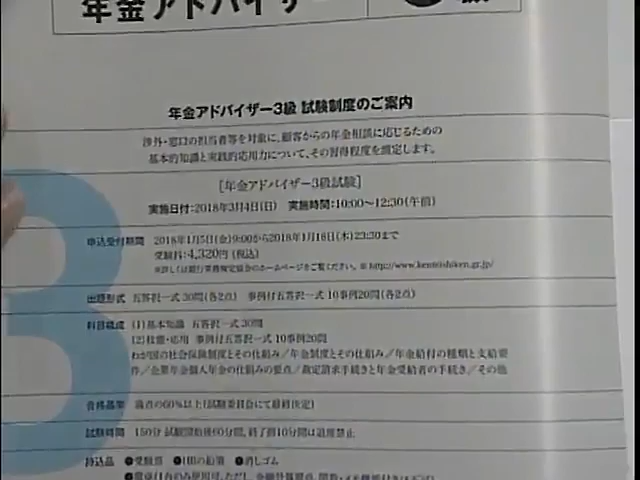 年金アドバイザー
年金アドバイザー3級 試験制度のご案内
渉外・窓口の担当者等を対象に、顧客からの年金相談に応じるための
基本的知識と実践的応用力について、その習得程度を測定します。
[年金アドバイザー3級試験]
実施日付:2018年3月4日(日) 実施時間:10:00〜12:30(午前)
申込受付期間 2018年1月5日(金)9:00から2018年1月18日(木)23:30まで
受験料:4,320円 (税込)
※詳しくは銀行業務検定協会のホームページをご覧ください。 http://www.kenteishiken.gr.jp/
出題形式 五答択一式 30問(各2点) 事例付五答択一式 10事例20問(各2点)
科目構成 (1)基本知識 五答択一式 30問
(2)技能・応用 事例付五答択一式 10事例20問
わが国の社会保険制度とその仕組み/年金制度とその仕組み/年金給付の種類と支給要
件/企業年金個人年金の仕組みの要点/裁定請求手続きと年金受給者の手続き/その他
合格基準 満点の60%以上(試験委員会にて最終決定)
試験時間 150分 試験開始後60分間、終了前10分間は退席禁止
持込品 ●受験票 ●HBの鉛筆 ●消しゴム